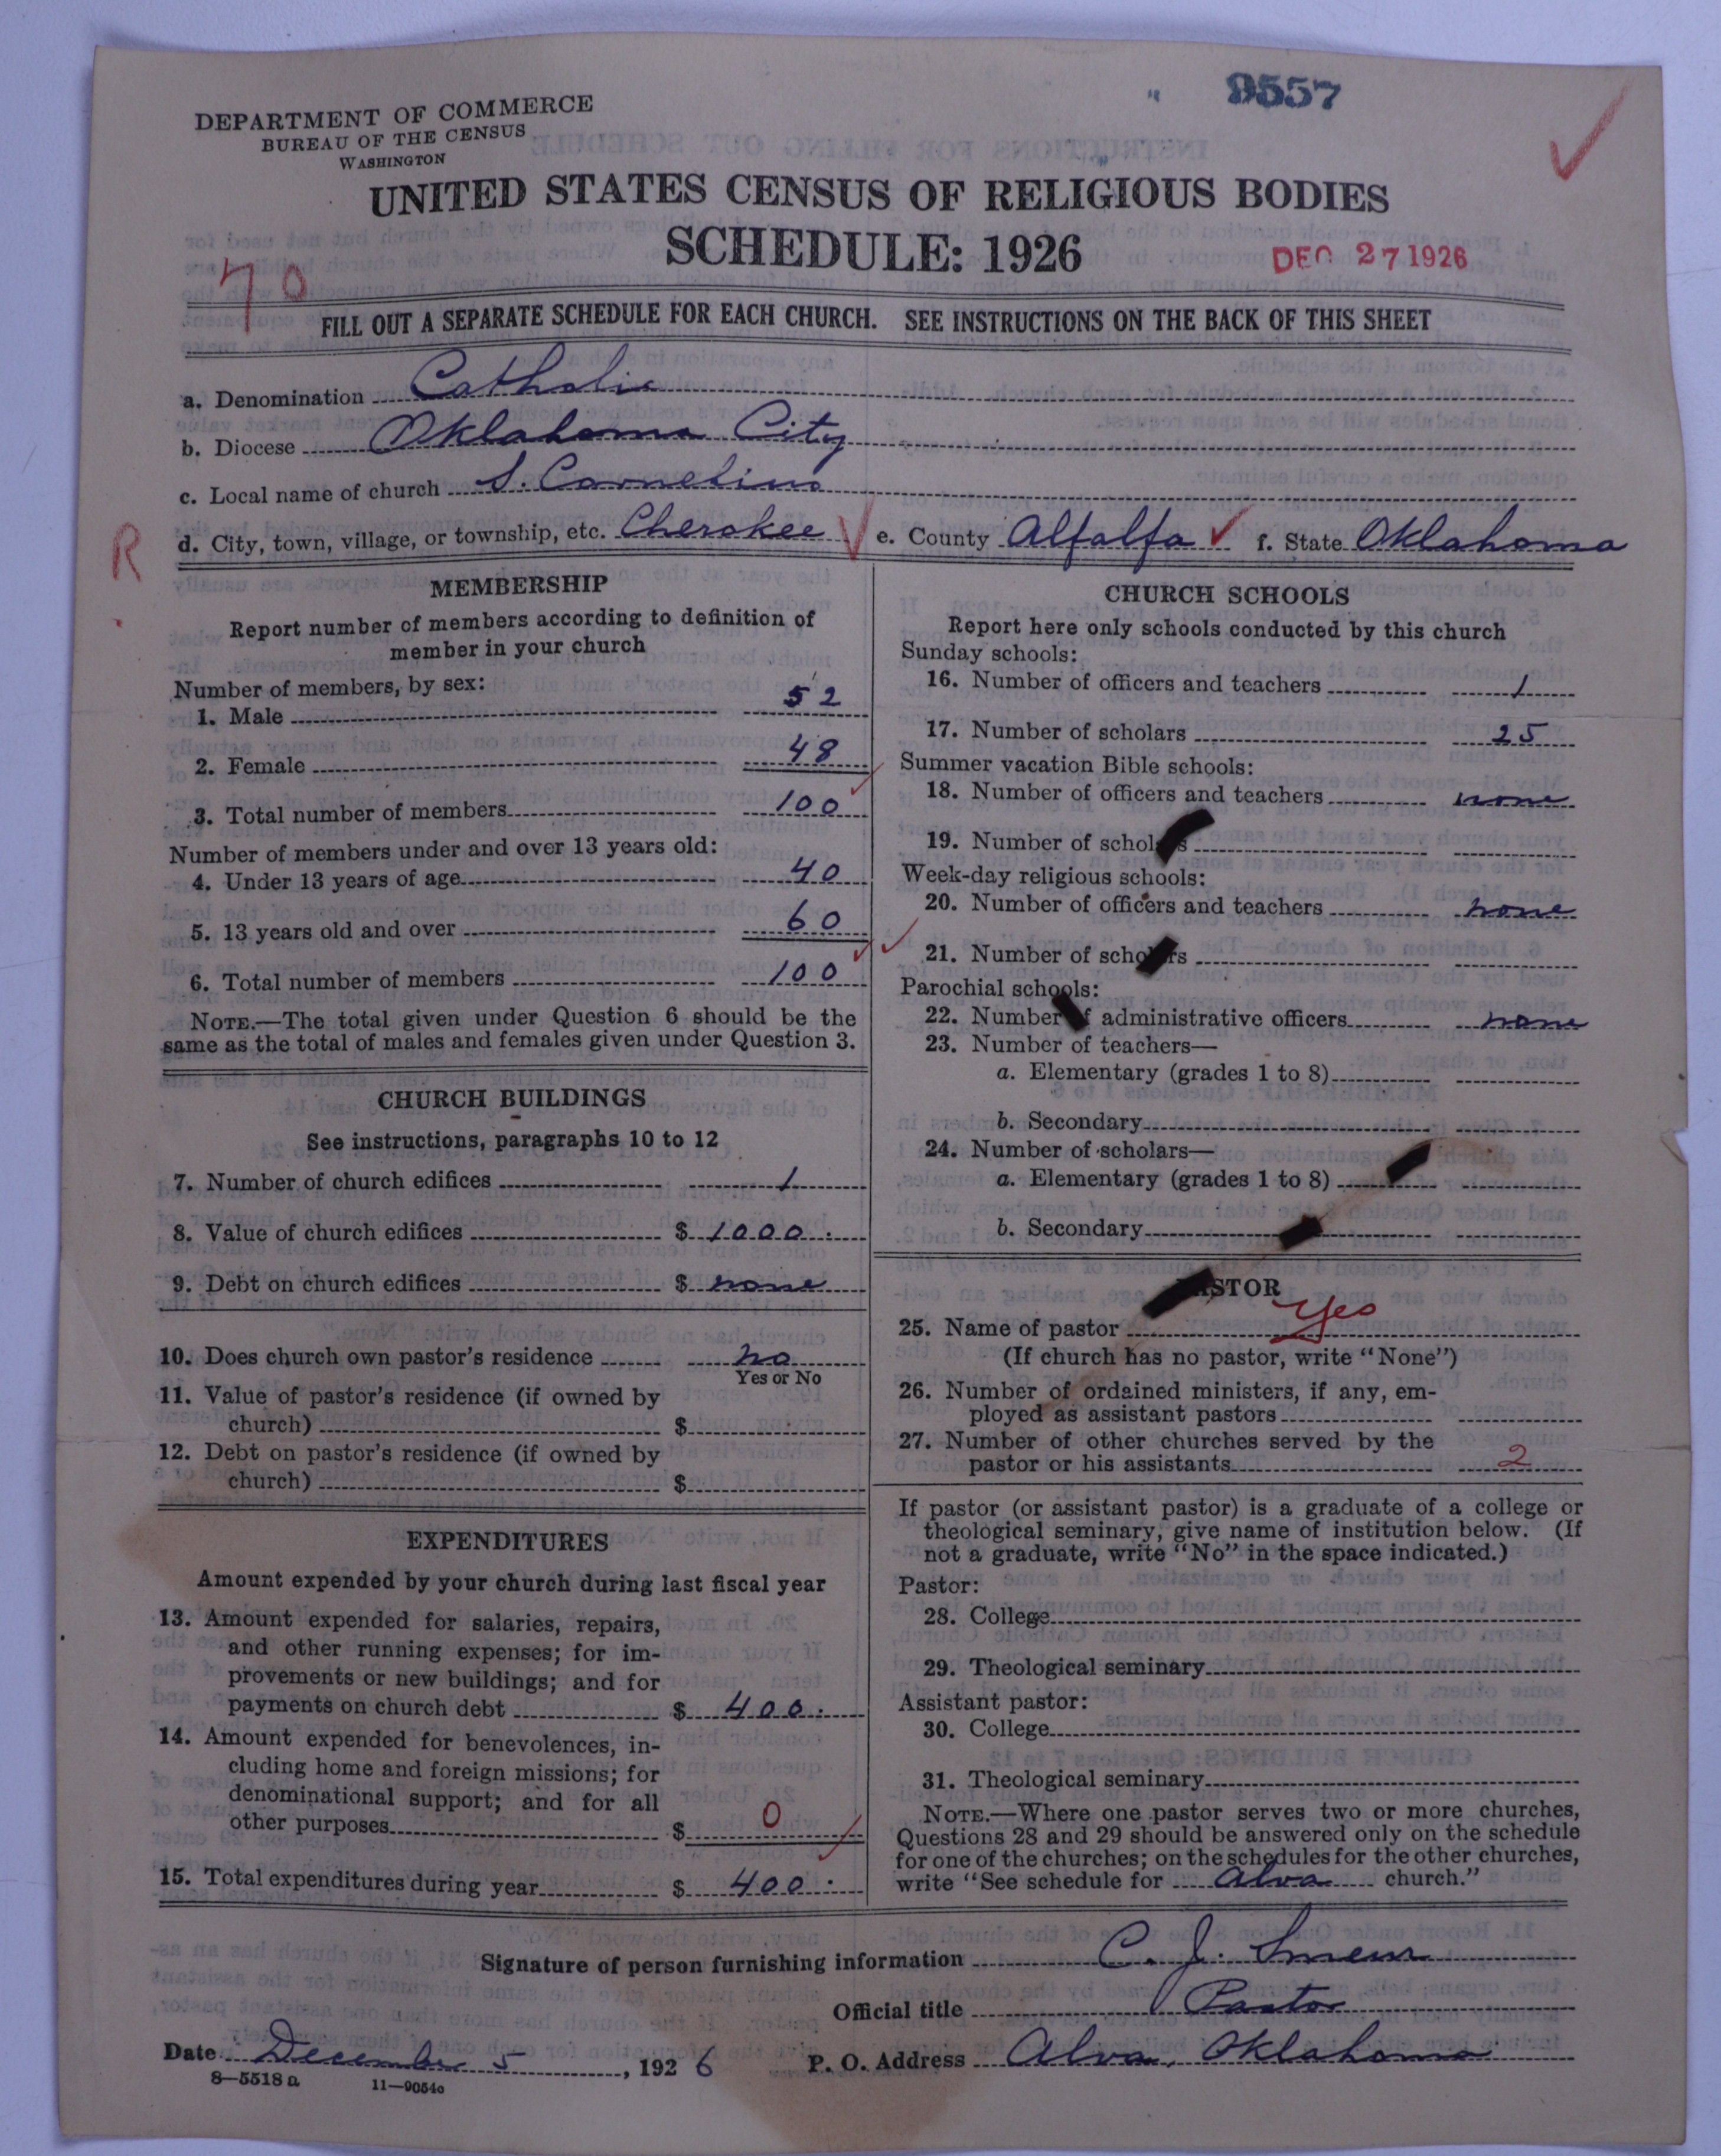 9557
DEPARTMENT OF COMMERCE
BUREAU OF THE CENSUS
WASHINGTON
UNITED STATES CENSUS OF RELIGIOUS BODIES
SCHEDULE: 1926
DEC 27 1926
70
FILL OUT A SEPARATE SCHEDULE FOR EACH CHURCH. SEE INSTRUCTIONS ON THE BACK OF THIS SHEET
a. Denomination Catholic
b. Diocese Oklahoma City
c. Local name of church S. Cornelius
R
d. City, town, village, or township, etc. Cherokee e. County Alfalfa f. State Oklahoma
MEMBERSHIP
Report number of members according to definition of
member in your church
Number of members, by sex:
1. Male 52
2. Female 48
3. Total number of members 100
Number of members under and over 13 years old:
4. Under 13 years of age 40
5. 13 years old and over 60
6. Total number of members 100
NOTE.—The total given under Question 6 should be the
same as the total of males and females given under Question 3.
CHURCH BUILDINGS
See instructions, paragraphs 10 to 12
7. Number of church edifices 1
8. Value of church edifices $ 1000.
9. Debt on church edifices $ none
10. Does church own pastor's residence no
Yes or No
11. Value of pastor's residence (if owned by
church) $
12. Debt on pastor's residence (if owned by
church) $
EXPENDITURES
Amount expended by your church during last fiscal year
13. Amount expended for salaries, repairs,
and other running expenses; for im-
provements or new buildings; and for
payments on church debt $ 400.
14. Amount expended for benevolences, in-
cluding home and foreign missions; for
denominational support; and for all
other purposes $ 0
15. Total expenditures during year $ 400.
CHURCH SCHOOLS
Report here only schools conducted by this church
Sunday schools:
16. Number of officers and teachers 1
17. Number of scholars 25
Summer vacation Bible schools:
18. Number of officers and teachers none
19. Number of scholars
Week-day religious schools:
20. Number of officers and teachers none
21. Number of scholars
Parochial schools:
22. Number of administrative officers none
23. Number of teachers—
a. Elementary (grades 1 to 8)
b. Secondary
24. Number of scholars—
a. Elementary (grades 1 to 8)
b. Secondary
PASTOR
25. Name of pastor Yes
(If church has no pastor, write "None")
26. Number of ordained ministers, if any, em-
ployed as assistant pastors
27. Number of other churches served by the
pastor or his assistants 2
If pastor (or assistant pastor) is a graduate of a college or
theological seminary, give name of institution below. (If
not a graduate, write "No" in the space indicated.)
Pastor:
28. College
29. Theological seminary
Assistant pastor:
30. College
31. Theological seminary
NOTE.—Where one pastor serves two or more churches,
Questions 28 and 29 should be answered only on the schedule
for one of the churches; on the schedules for the other churches,
write "See schedule for Alva church."
Signature of person furnishing information C. J.
Official title Pastor
Date December 5, 1926 P. O. Address Alva, Oklahoma
8—5518 a 11—9054c